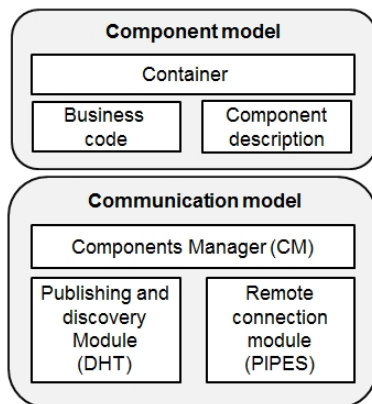 Component model
Container
Business
code
Component
description
Communication model
Components Manager (CM)
Publishing and
discovery
Module
(DHT)
Remote
connection
module
(PIPES)